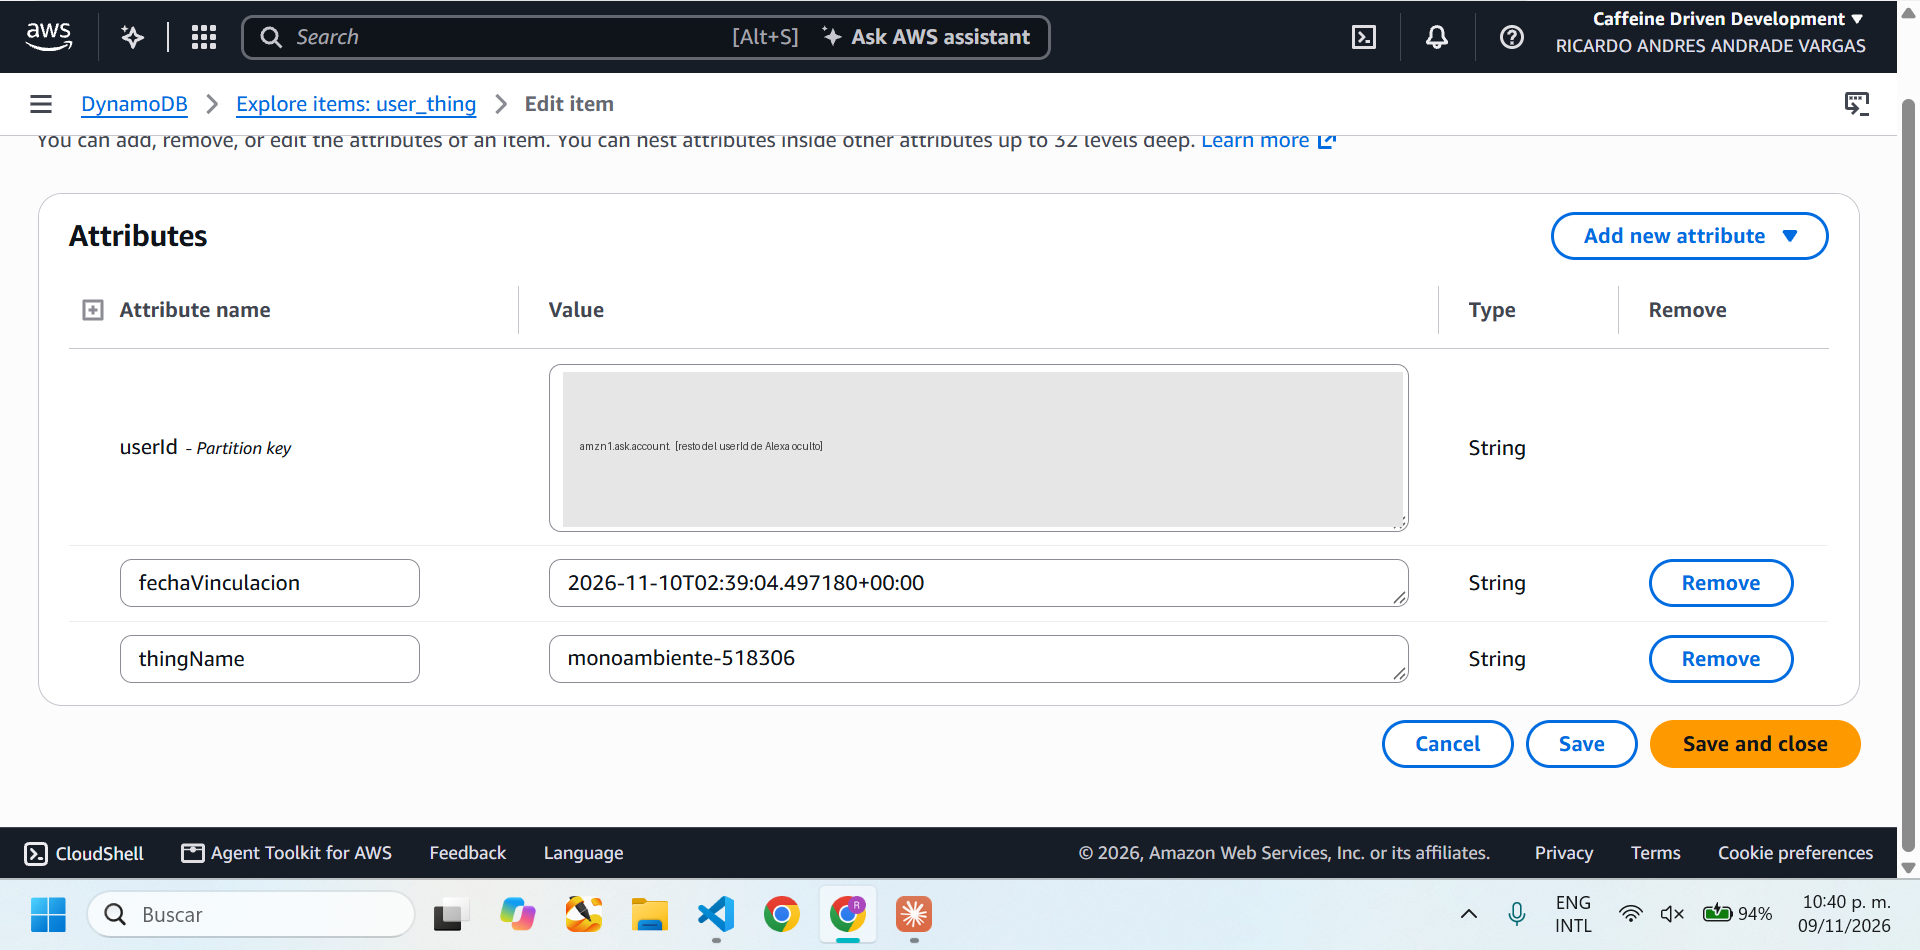 aws
Search
[Alt+S]
Ask AWS assistant
Caffeine Driven Development
RICARDO ANDRES ANDRADE VARGAS
DynamoDB
Explore items: user_thing
Edit item
You can add, remove, or edit the attributes of an item. You can nest attributes inside other attributes up to 32 levels deep. Learn more
Attributes
Add new attribute
Attribute name
Value
Type
Remove
userId - Partition key
amzn1.ask.account. [resto del userId de Alexa oculto]
String
fechaVinculacion
2026-11-10T02:39:04.497180+00:00
String
Remove
thingName
monoambiente-518306
String
Remove
Cancel
Save
Save and close
CloudShell
Agent Toolkit for AWS
Feedback
Language
© 2026, Amazon Web Services, Inc. or its affiliates.
Privacy
Terms
Cookie preferences
Buscar
R
ENG
INTL
94%
10:40 p. m.
09/11/2026